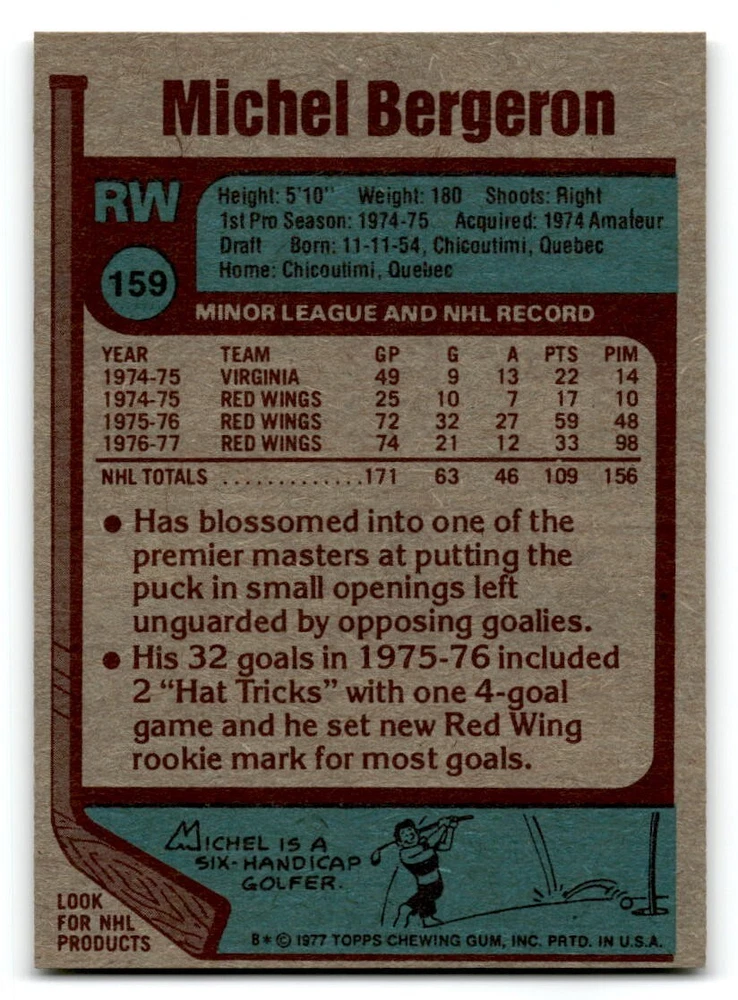 Michel Bergeron
RW
Height: 5'10" Weight: 180 Shoots: Right
1st Pro Season: 1974-75 Acquired: 1974 Amateur
Draft Born: 11-11-54, Chicoutimi, Quebec
Home: Chicoutimi, Quebec
159
MINOR LEAGUE AND NHL RECORD
YEAR TEAM GP G A PTS PIM
1974-75 VIRGINIA 49 9 13 22 14
1974-75 RED WINGS 25 10 7 17 10
1975-76 RED WINGS 72 32 27 59 48
1976-77 RED WINGS 74 21 12 33 98
NHL TOTALS .............171 63 46 109 156
● Has blossomed into one of the
premier masters at putting the
puck in small openings left
unguarded by opposing goalies.
● His 32 goals in 1975-76 included
2 “Hat Tricks” with one 4-goal
game and he set new Red Wing
rookie mark for most goals.
MICHEL IS A
SIX-HANDICAP
GOLFER.
LOOK
FOR NHL
PRODUCTS
B* © 1977 TOPPS CHEWING GUM, INC. PRTD. IN U.S.A.